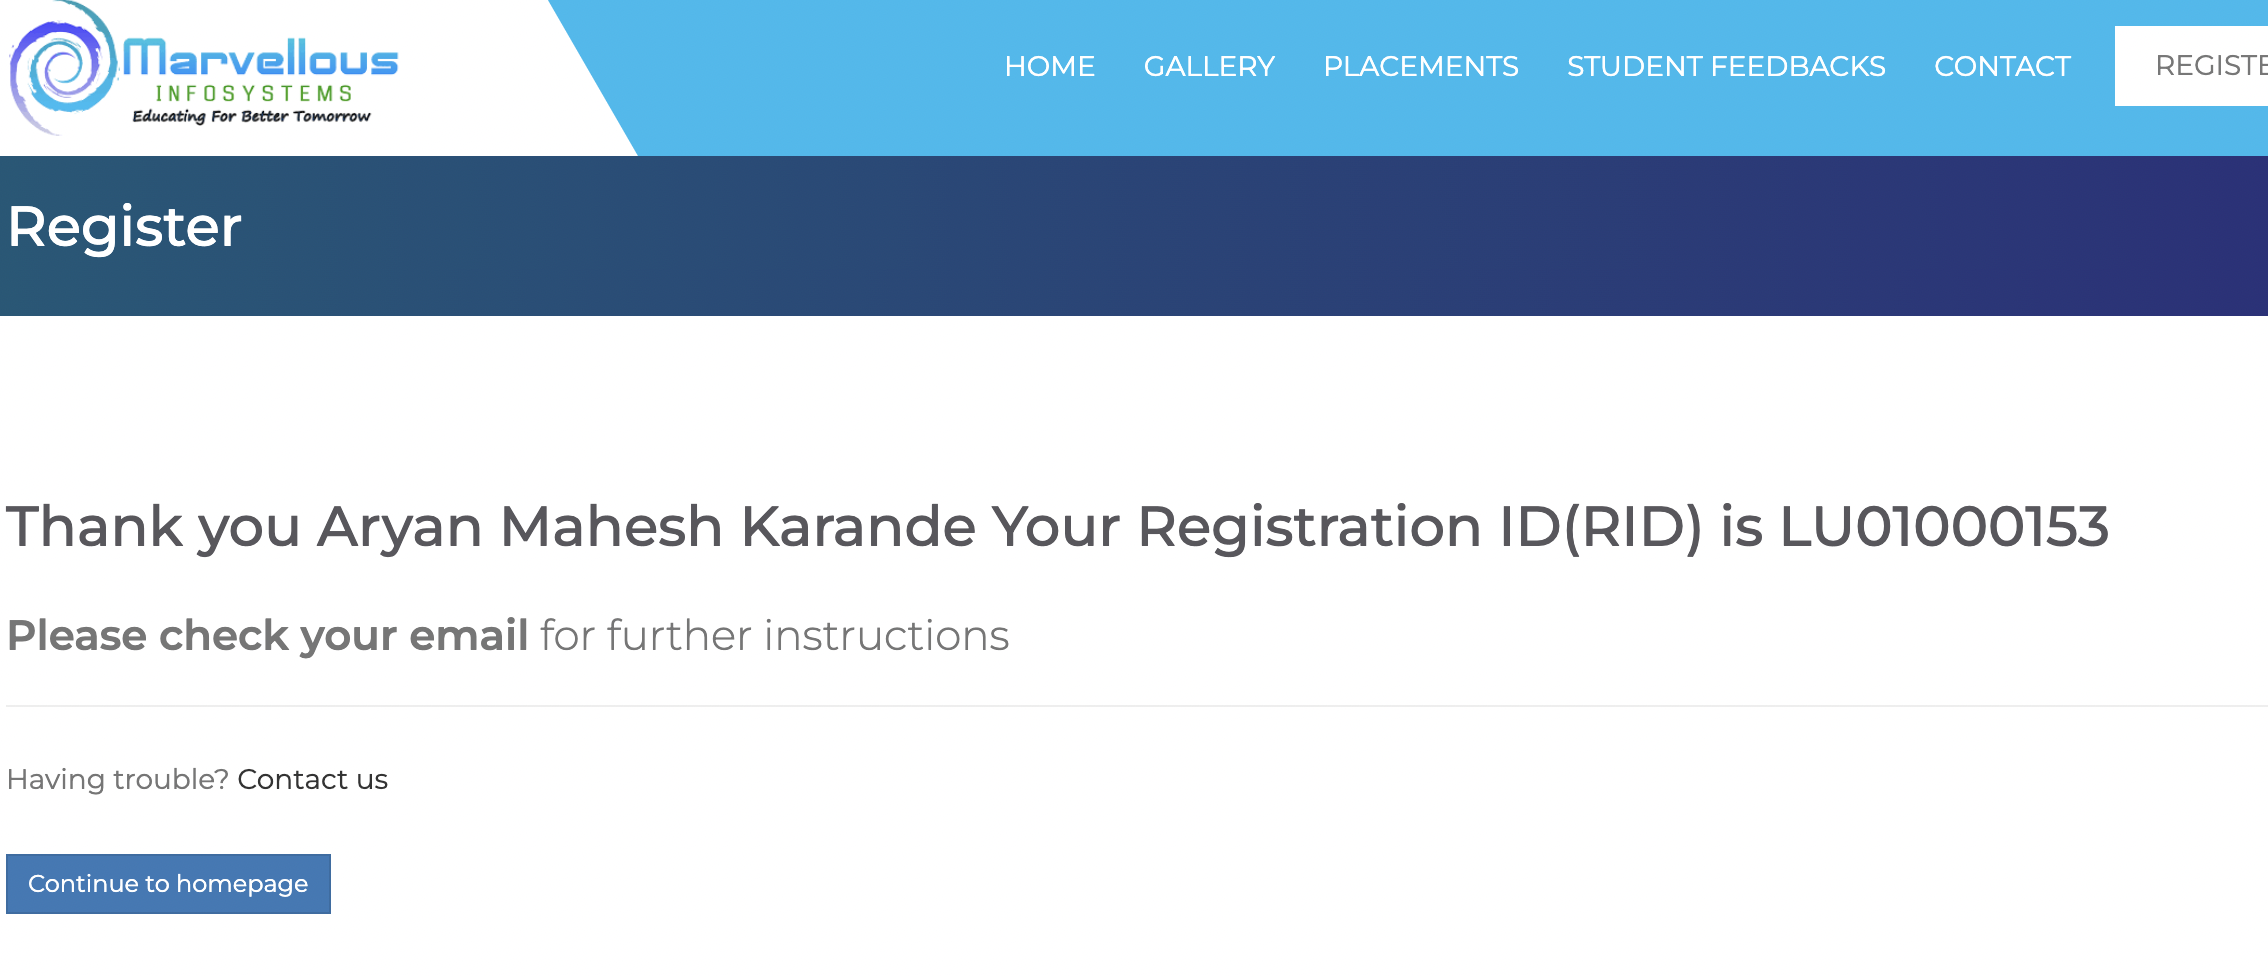 Marvellous
INFOSYSTEMS
Educating For Better Tomorrow
HOME GALLERY PLACEMENTS STUDENT FEEDBACKS CONTACT REGISTE
Register
Thank you Aryan Mahesh Karande Your Registration ID(RID) is LU01000153
Please check your email for further instructions
Having trouble? Contact us
Continue to homepage